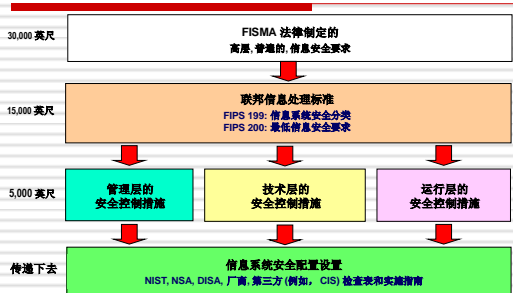 30,000 英尺
FISMA 法律制定的
高层, 普遍的, 信息安全要求
15,000 英尺
联邦信息处理标准
FIPS 199: 信息系统安全分类
FIPS 200: 最低信息安全要求
5,000 英尺
管理层的
安全控制措施
技术层的
安全控制措施
运行层的
安全控制措施
传递下去
信息系统安全配置设置
NIST, NSA, DISA, 厂商, 第三方 (例如， CIS) 检查表和实施指南